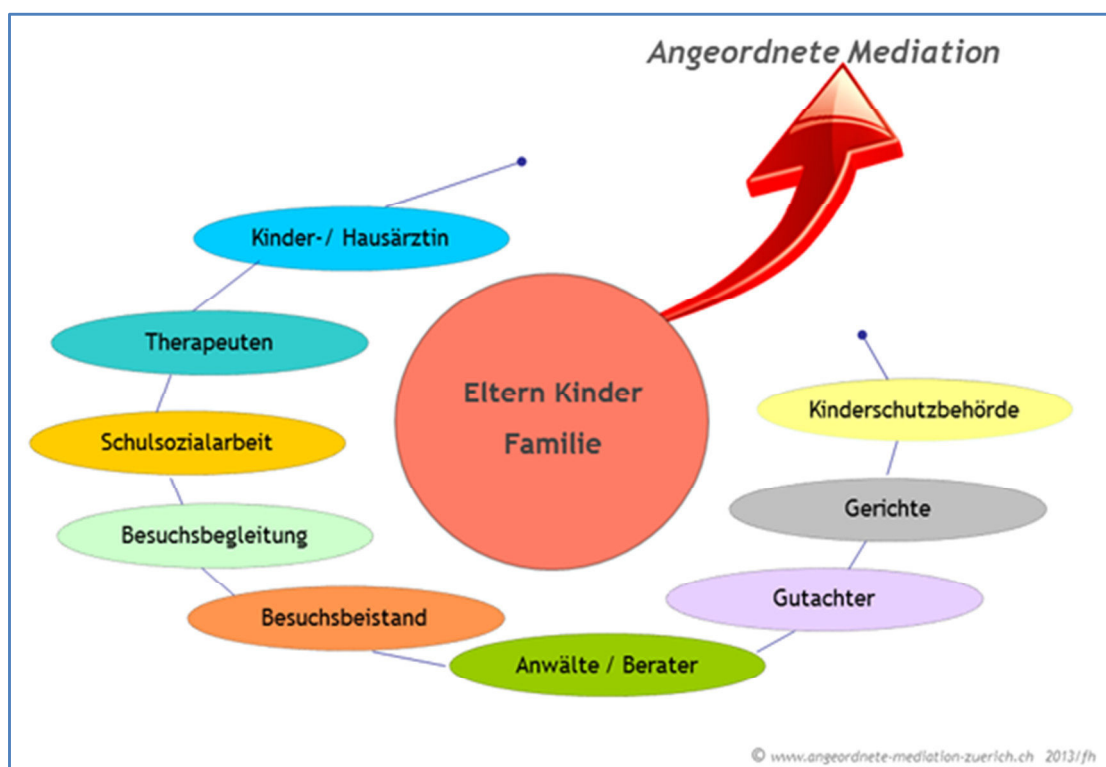 Angeordnete Mediation
Kinder-/ Hausärztin
Therapeuten
Schulsozialarbeit
Besuchsbegleitung
Besuchsbeistand
Anwälte / Berater
Gutachter
Gerichte
Kinderschutzbehörde
Eltern Kinder
Familie
© www.angeordnete-mediation-zuerich.ch 2013/fh